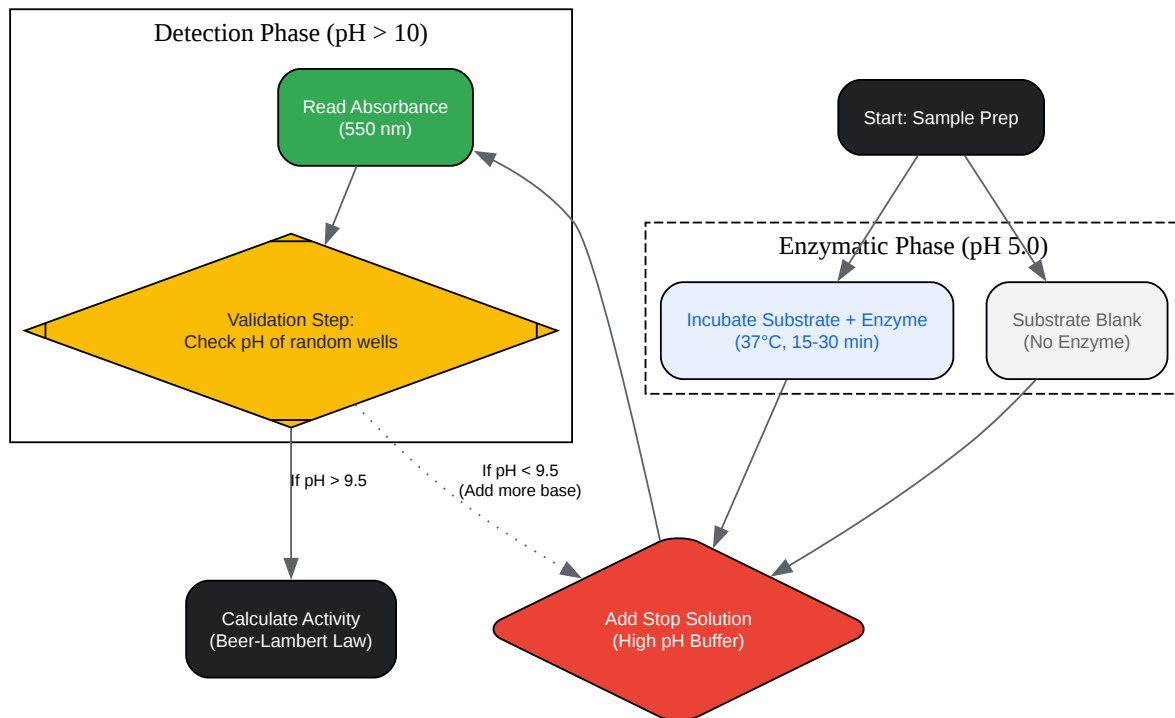 Detection Phase (pH > 10)
Read Absorbance
(550 nm)
Start: Sample Prep
Enzymatic Phase (pH 5.0)
Incubate Substrate + Enzyme
(37°C, 15-30 min)
Substrate Blank
(No Enzyme)
Validation Step:
Check pH of random wells
If pH > 9.5
If pH < 9.5
(Add more base)
Calculate Activity
(Beer-Lambert Law)
Add Stop Solution
(High pH Buffer)